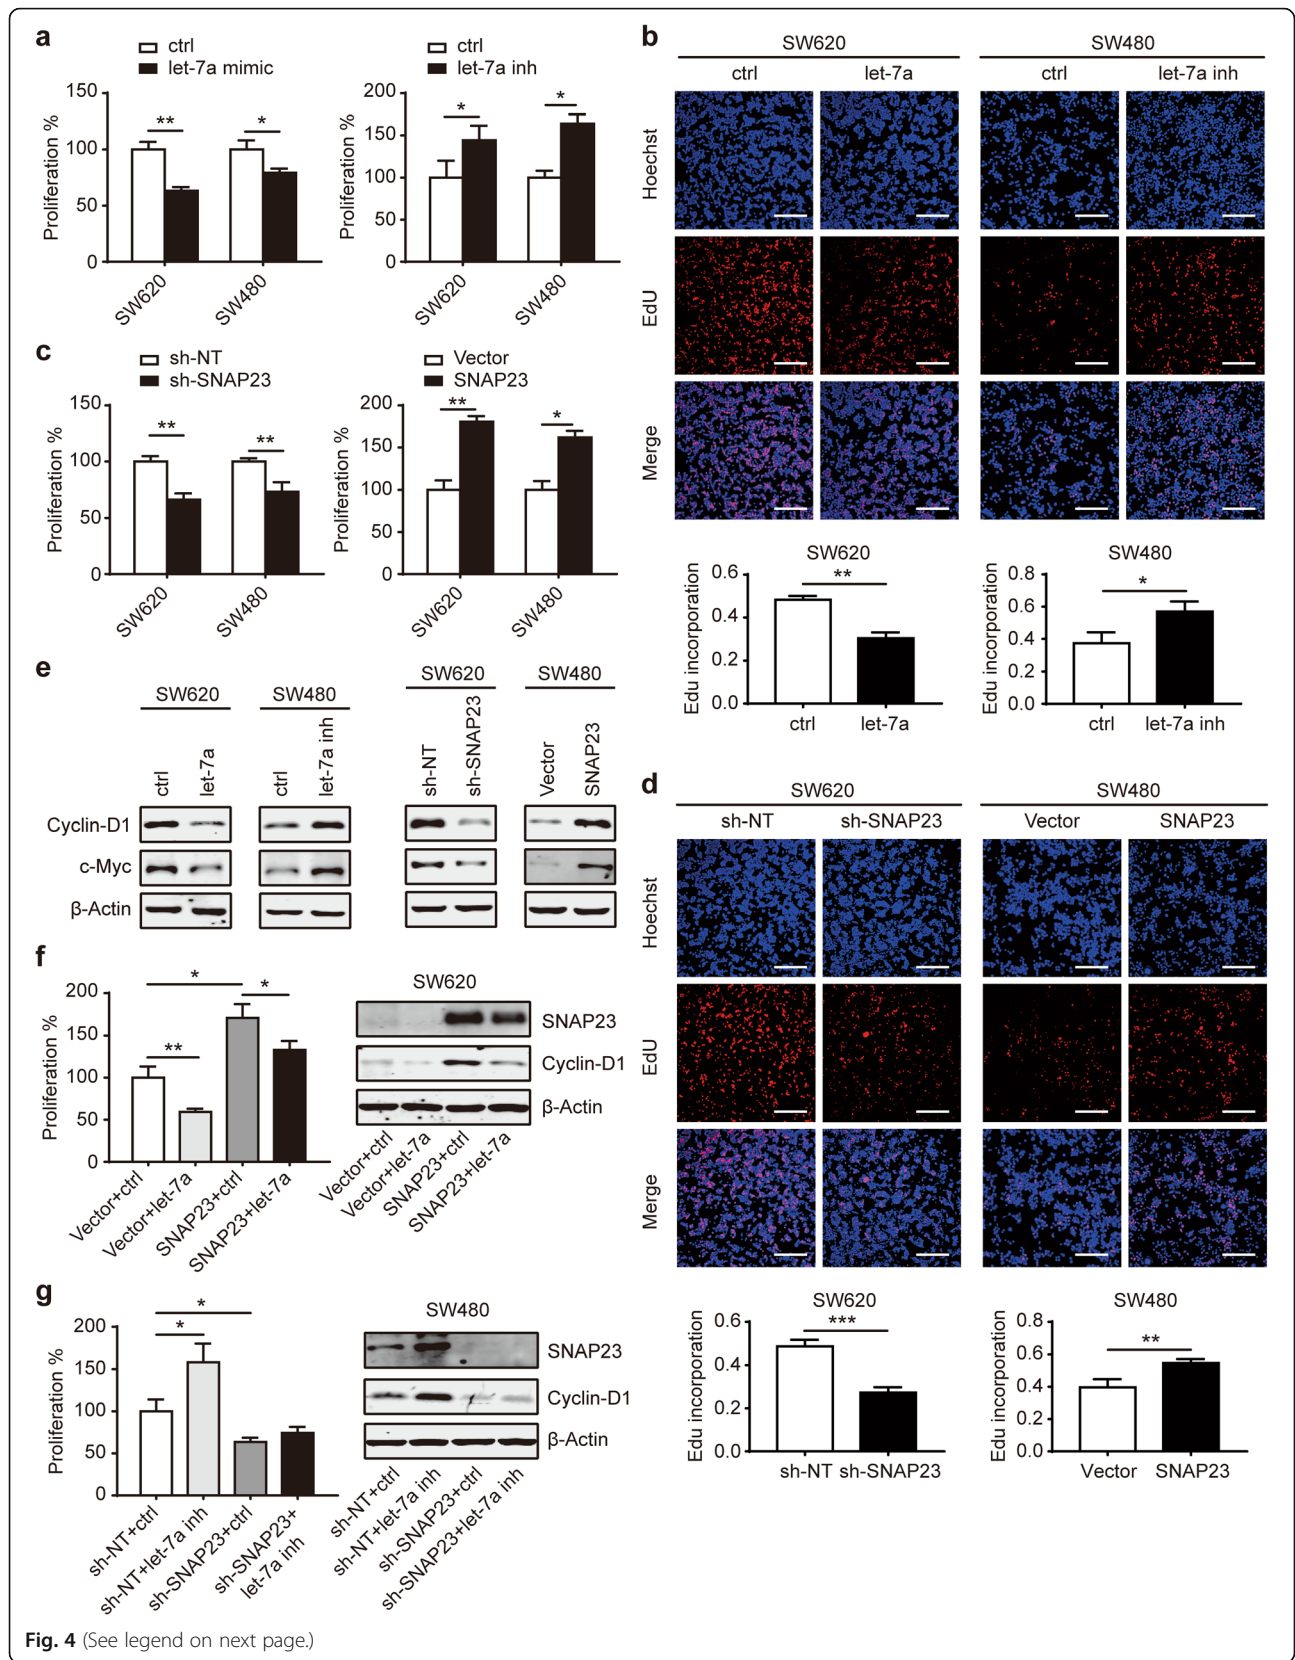 a
ctrl
let-7a mimic
Proliferation %
150
100
50
0
**
*
SW620
SW480
ctrl
let-7a inh
Proliferation %
200
150
100
50
0
*
*
SW620
SW480
b
SW620
SW480
ctrl
let-7a
ctrl
let-7a inh
Hoechst
EdU
Merge
SW620
Edu incorporation
0.6
0.4
0.2
0.0
**
ctrl
let-7a
SW480
Edu incorporation
0.8
0.6
0.4
0.2
0.0
*
ctrl
let-7a inh
c
sh-NT
sh-SNAP23
Proliferation %
150
100
50
0
**
**
SW620
SW480
Vector
SNAP23
Proliferation %
200
150
100
50
0
**
*
SW620
SW480
d
SW620
SW480
sh-NT
sh-SNAP23
Vector
SNAP23
Hoechst
EdU
Merge
SW620
Edu incorporation
0.6
0.4
0.2
0.0
***
sh-NT sh-SNAP23
SW480
Edu incorporation
0.8
0.6
0.4
0.2
0.0
**
Vector
SNAP23
e
SW620
SW480
SW620
SW480
ctrl
let-7a
ctrl
let-7a inh
sh-NT
sh-SNAP23
Vector
SNAP23
Cyclin-D1
c-Myc
β-Actin
f
Proliferation %
200
150
100
50
0
*
*
**
Vector+ctrl
Vector+let-7a
SNAP23+ctrl
SNAP23+let-7a
SW620
SNAP23
Cyclin-D1
β-Actin
Vector+ctrl
Vector+let-7a
SNAP23+ctrl
SNAP23+let-7a
g
Proliferation %
200
150
100
50
0
*
*
sh-NT+ctrl
sh-NT+let-7a inh
sh-SNAP23+ctrl
sh-SNAP23+
let-7a inh
SW480
SNAP23
Cyclin-D1
β-Actin
sh-NT+ctrl
sh-NT+let-7a inh
sh-SNAP23+ctrl
sh-SNAP23+let-7a inh
Fig. 4 (See legend on next page.)